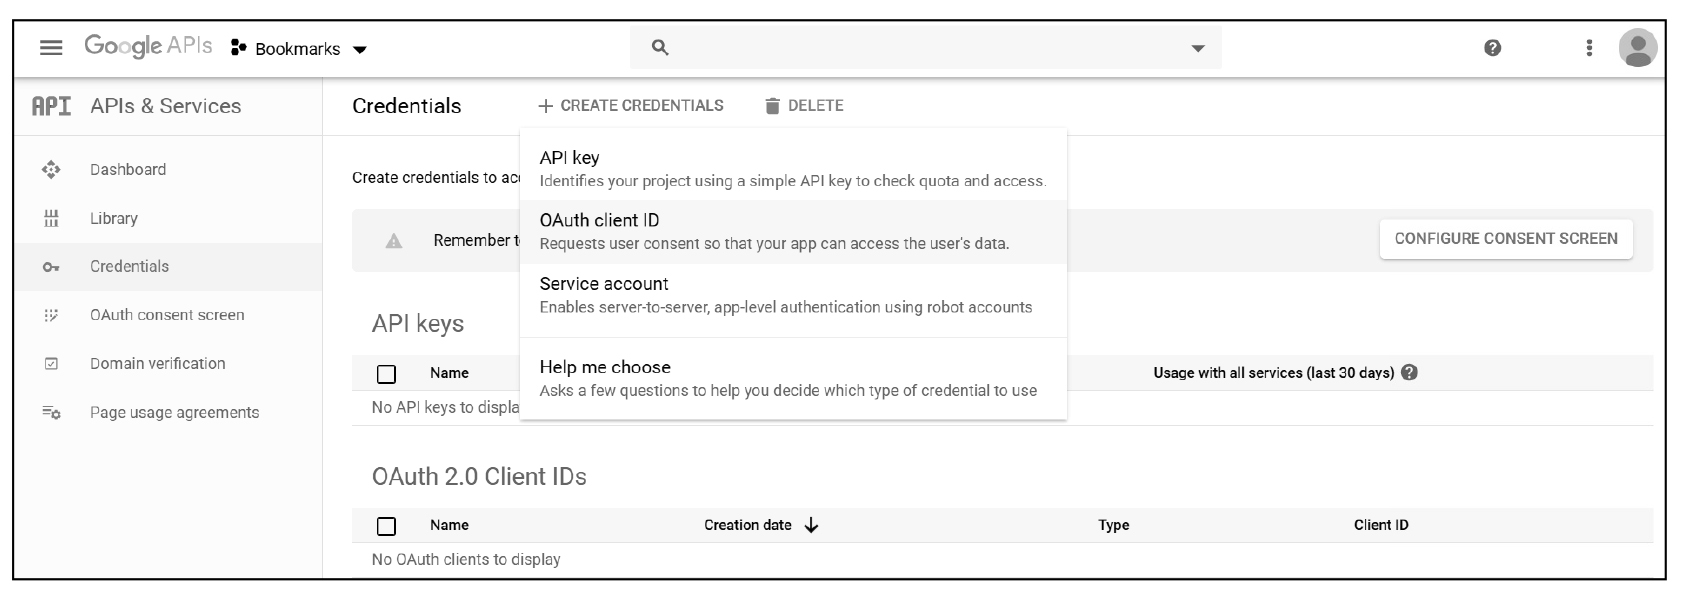 Google APIs Bookmarks
API APIs & Services
Credentials + CREATE CREDENTIALS DELETE
Dashboard
Library
Credentials
OAuth consent screen
Domain verification
Page usage agreements
Create credentials to
API key
Identifies your project using a simple API key to check quota and access.
OAuth client ID
Requests user consent so that your app can access the user's data.
Service account
Enables server-to-server, app-level authentication using robot accounts
Help me choose
Asks a few questions to help you decide which type of credential to use
Remember
CONFIGURE CONSENT SCREEN
API keys
Name Usage with all services (last 30 days)
No API keys to
OAuth 2.0 Client IDs
Name Creation date Type Client ID
No OAuth clients to display